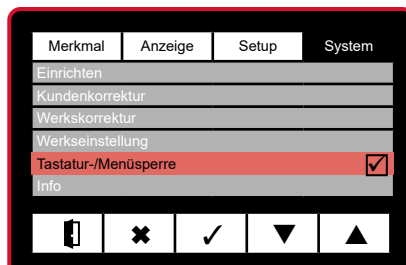 Merkmal Anzeige Setup System
Einrichten
Kundenkorrektur
Werkskorrektur
Werkseinstellung
Tastatur-/Menüsperre
Info